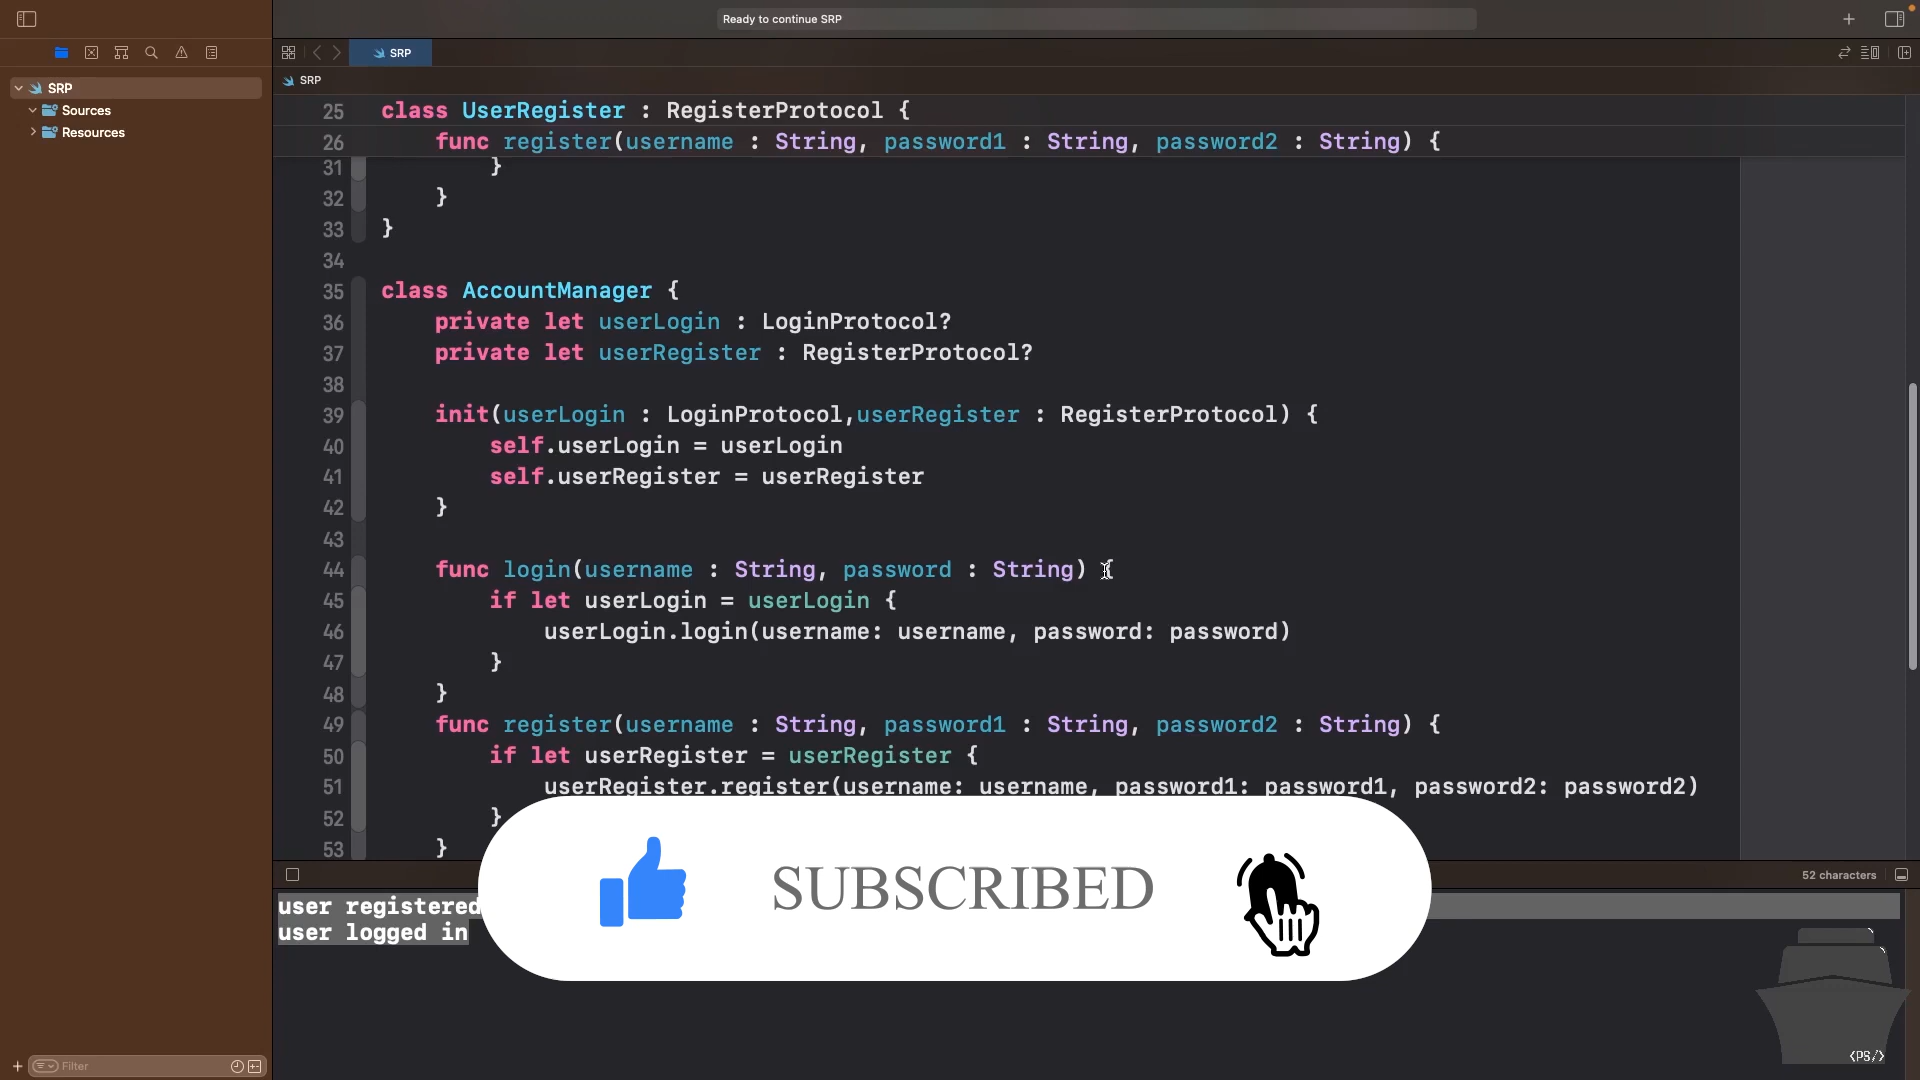 Ready to continue SRP
SRP
SRP
SRP
Sources
Resources
25 class UserRegister : RegisterProtocol {
26 func register(username : String, password1 : String, password2 : String) {
31 }
32 }
33 }
34
35 class AccountManager {
36 private let userLogin : LoginProtocol?
37 private let userRegister : RegisterProtocol?
38
39 init(userLogin : LoginProtocol,userRegister : RegisterProtocol) {
40 self.userLogin = userLogin
41 self.userRegister = userRegister
42 }
43
44 func login(username : String, password : String) {
45 if let userLogin = userLogin {
46 userLogin.login(username: username, password: password)
47 }
48 }
49 func register(username : String, password1 : String, password2 : String) {
50 if let userRegister = userRegister {
51 userRegister.register(username: username, password1: password1, password2: password2)
52 }
53 }
52 characters
user registered
user logged in
SUBSCRIBED
<PS/>
Filter